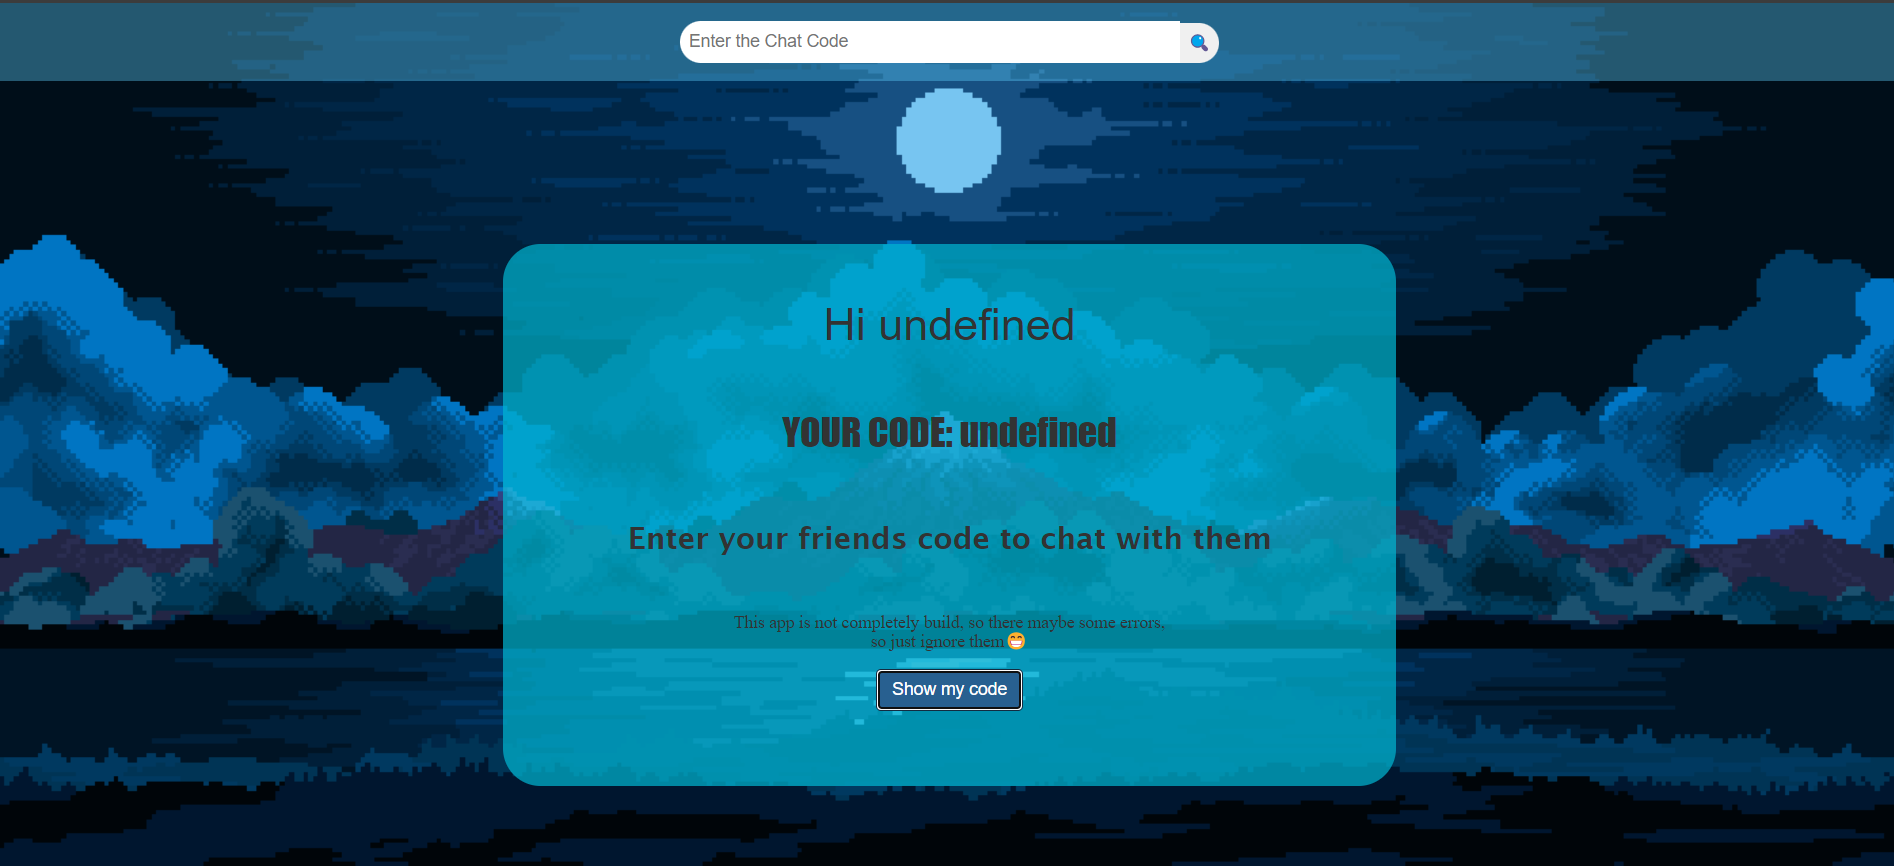 Enter the Chat Code
Hi undefined
YOUR CODE: undefined
Enter your friends code to chat with them
This app is not completely build, so there maybe some errors,
so just ignore them😁
Show my code